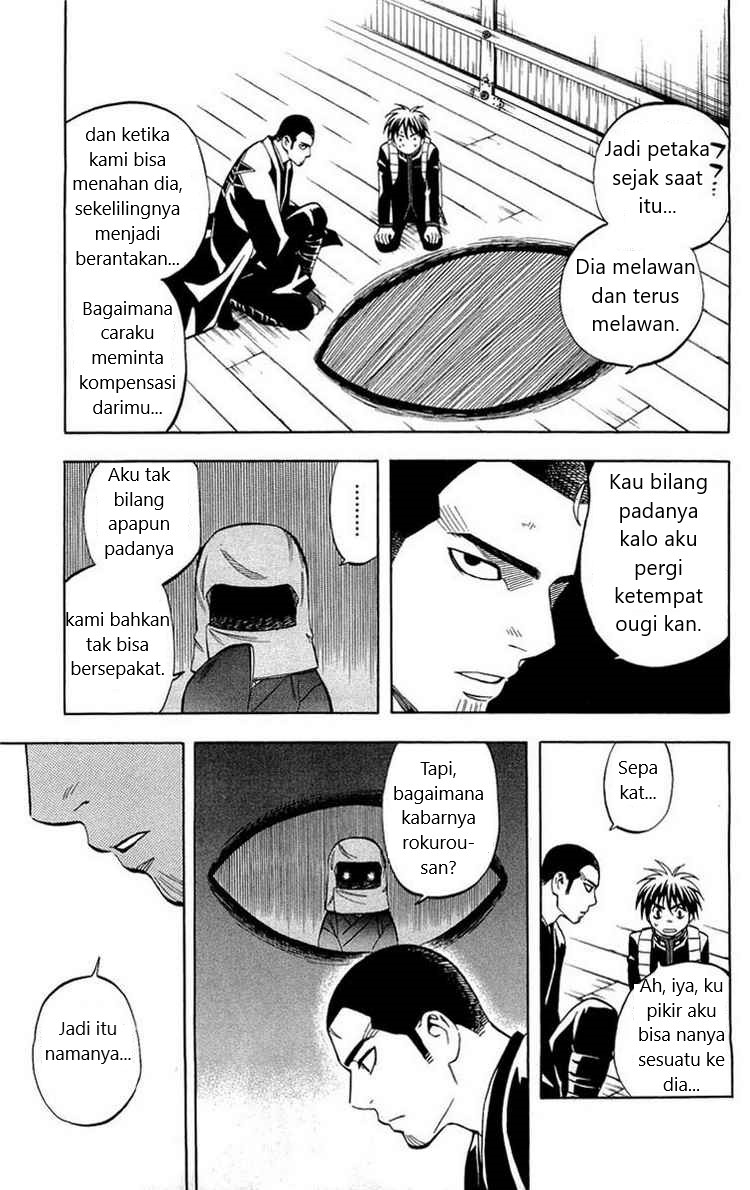 Jadi petaka
sejak saat
itu...
Dia melawan
dan terus
melawan.
dan ketika
kami bisa
menahan dia,
sekelilingnya
menjadi
berantakan...
Bagaimana
caraku
meminta
kompensasi
darimu...
Kau bilang
padanya
kalo aku
pergi
ketempat
ougi kan.
.........
Aku tak
bilang
apapun
padanya
kami bahkan
tak bisa
bersepakat.
Sepa
kat...
Ah, iya, ku
pikir aku
bisa nanya
sesuatu ke
dia...
Tapi,
bagaimana
kabarnya
rokurou-
san?
Jadi itu
namanya...